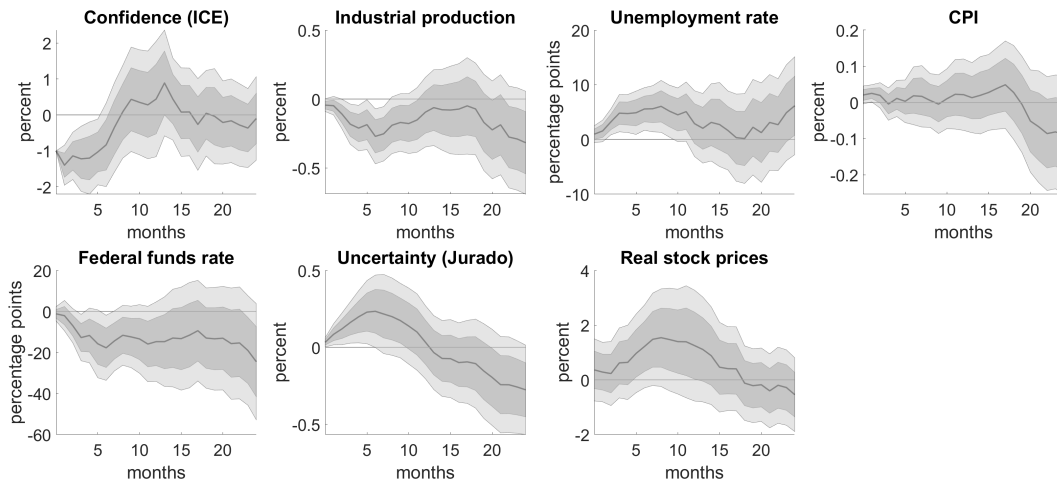 Confidence (ICE)
percent
2
1
0
-1
-2
5 10 15 20
months
Industrial production
percent
0.5
0
-0.5
5 10 15 20
months
Unemployment rate
percentage points
20
10
0
-10
5 10 15 20
months
CPI
percent
0.2
0.1
0
-0.1
-0.2
5 10 15 20
months
Federal funds rate
percentage points
20
0
-20
-40
-60
5 10 15 20
months
Uncertainty (Jurado)
percent
0.5
0
-0.5
5 10 15 20
months
Real stock prices
percent
4
2
0
-2
5 10 15 20
months